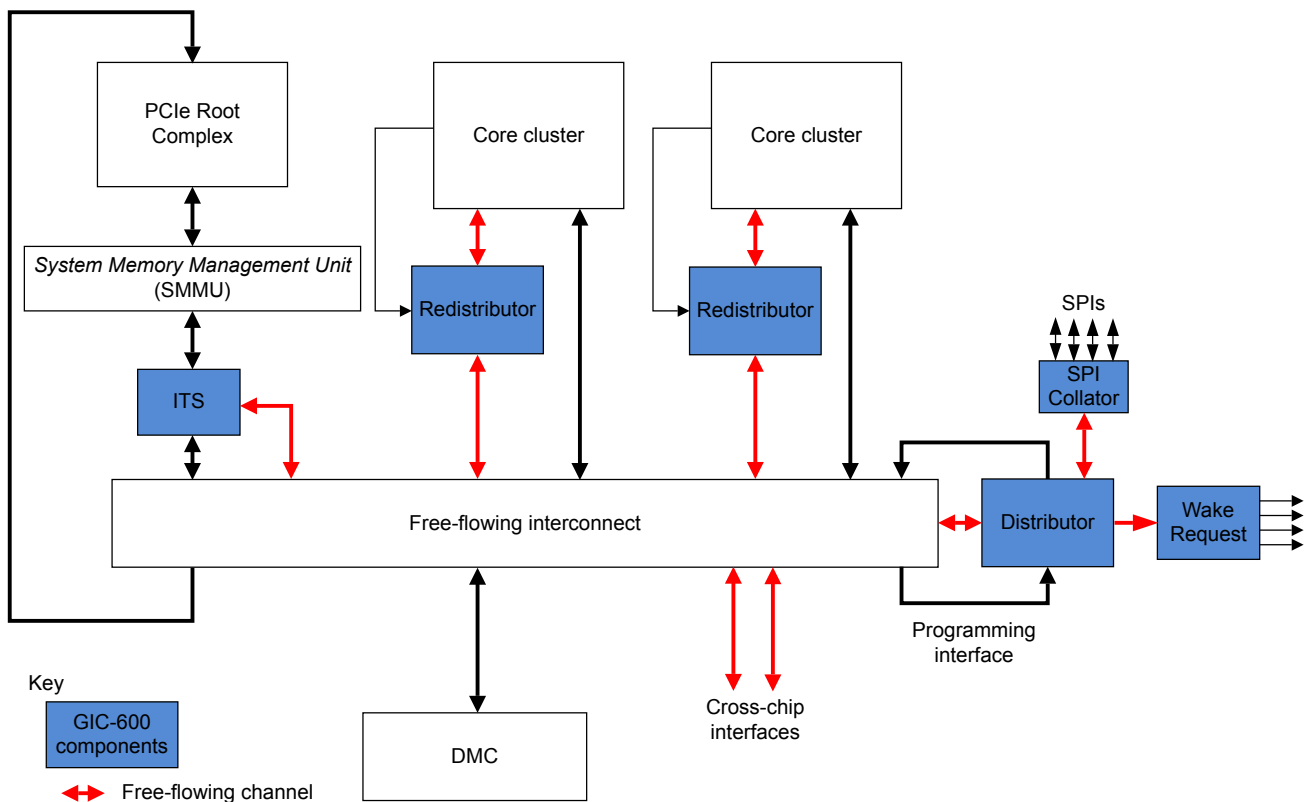 PCIe Root
Complex
Core cluster
Core cluster
System Memory Management Unit
(SMMU)
Redistributor
Redistributor
SPIs
SPI
Collator
ITS
Free-flowing interconnect
Distributor
Wake
Request
Programming
interface
Cross-chip
interfaces
DMC
Key
GIC-600
components
Free-flowing channel